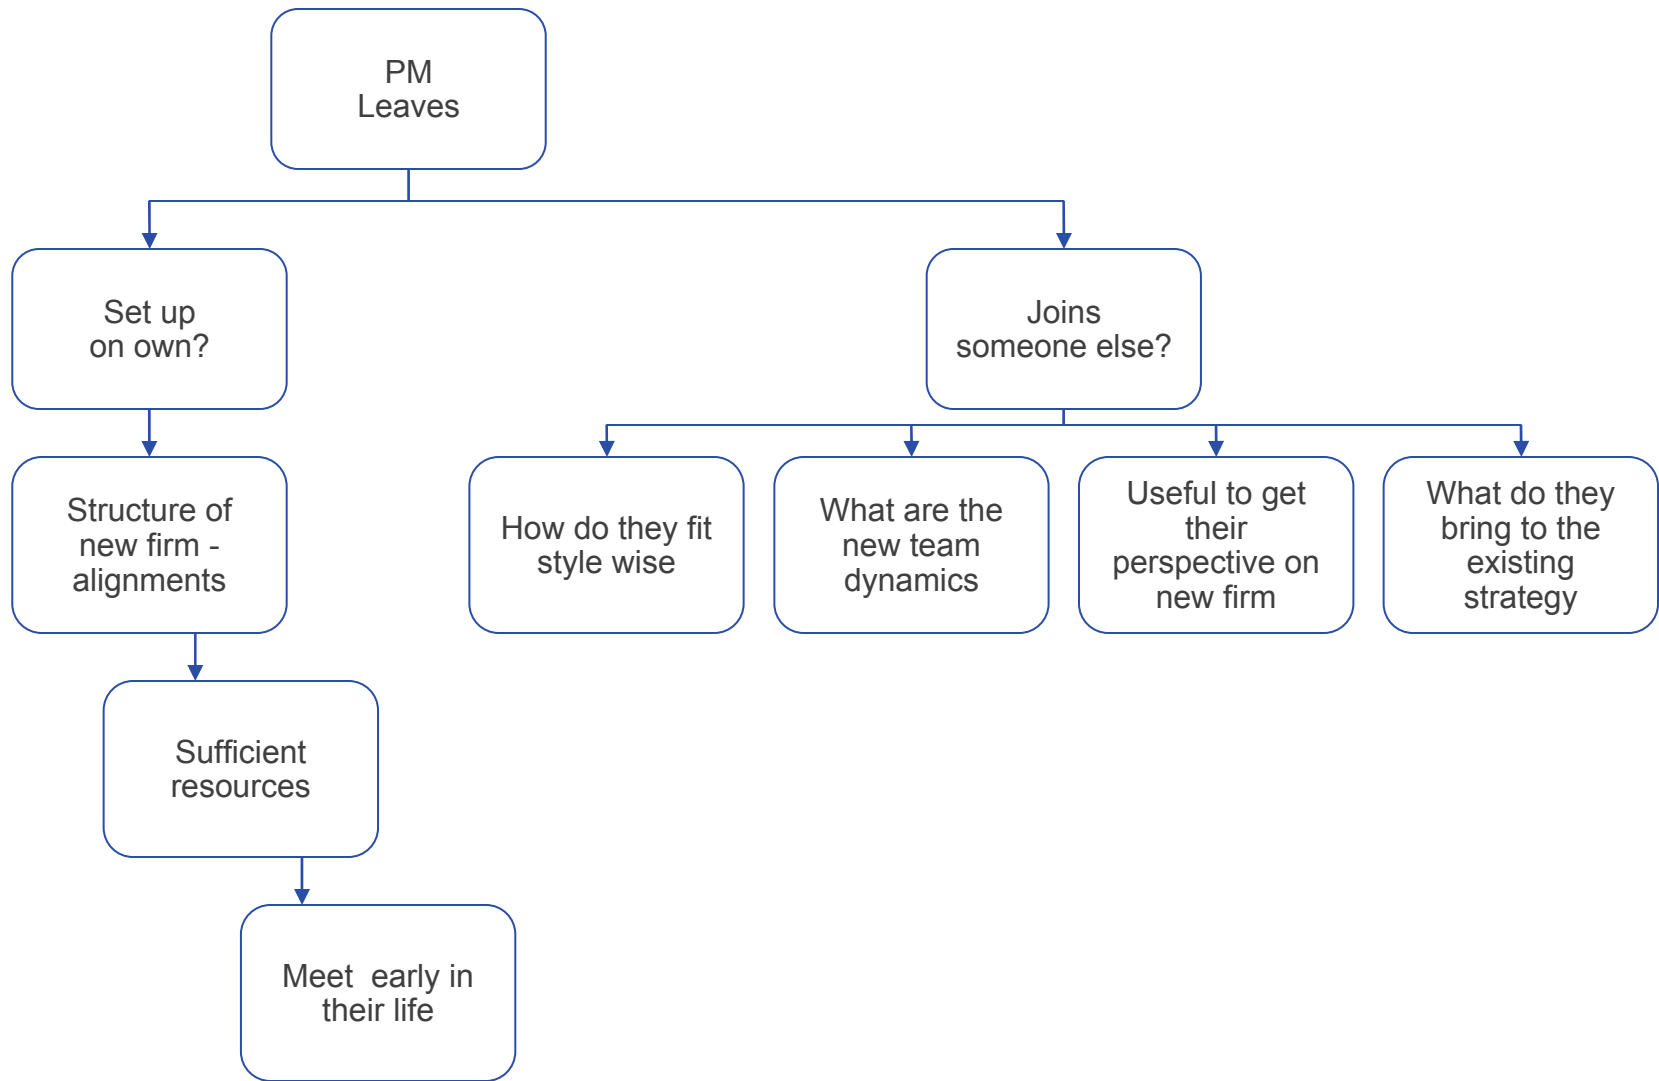 PM
Leaves
Set up
on own?
Joins
someone else?
Structure of
new firm -
alignments
How do they fit
style wise
What are the
new team
dynamics
Useful to get
their
perspective on
new firm
What do they
bring to the
existing
strategy
Sufficient
resources
Meet  early in
their life